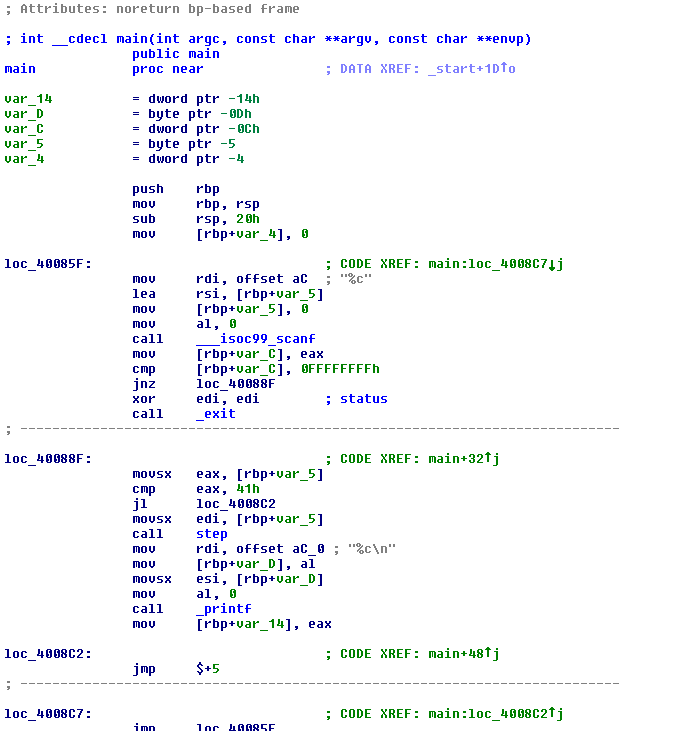 ; Attributes: noreturn bp-based frame
; int __cdecl main(int argc, const char **argv, const char **envp)
public main
main proc near ; DATA XREF: _start+1D↑o
var_14 = dword ptr -14h
var_D = byte ptr -0Dh
var_C = dword ptr -0Ch
var_5 = byte ptr -5
var_4 = dword ptr -4
push rbp
mov rbp, rsp
sub rsp, 20h
mov [rbp+var_4], 0
loc_40085F: ; CODE XREF: main:loc_4008C7↓j
mov rdi, offset aC ; "%c"
lea rsi, [rbp+var_5]
mov [rbp+var_5], 0
mov al, 0
call ___isoc99_scanf
mov [rbp+var_C], eax
cmp [rbp+var_C], 0FFFFFFFFh
jnz loc_40088F
xor edi, edi ; status
call _exit
; ---------------------------------------------------------------------------
loc_40088F: ; CODE XREF: main+32↑j
movsx eax, [rbp+var_5]
cmp eax, 41h
jl loc_4008C2
movsx edi, [rbp+var_5]
call step
mov rdi, offset aC_0 ; "%c\n"
mov [rbp+var_D], al
movsx esi, [rbp+var_D]
mov al, 0
call _printf
mov [rbp+var_14], eax
loc_4008C2: ; CODE XREF: main+48↑j
jmp $+5
; ---------------------------------------------------------------------------
loc_4008C7: ; CODE XREF: main:loc_4008C2↑j
jmp loc_40085F